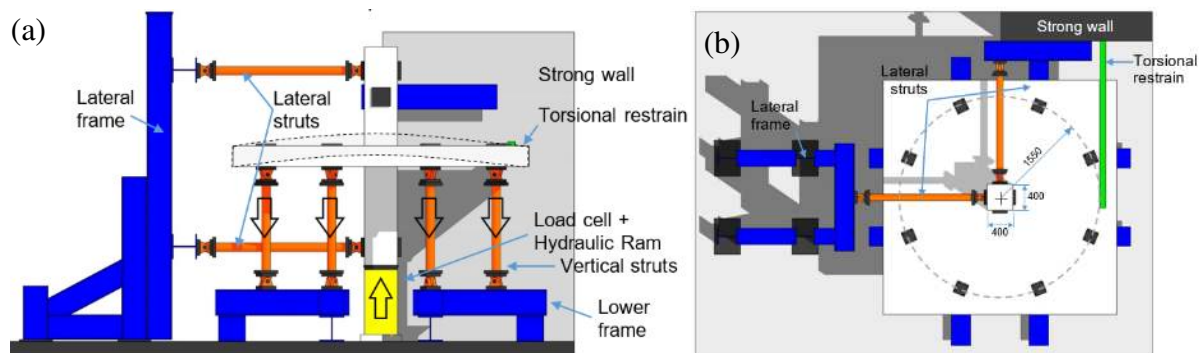 (a)
Lateral
frame
Lateral
struts
Strong wall
Torsional restrain
Load cell +
Hydraulic Ram
Vertical struts
Lower
frame
(b)
Strong wall
Lateral
struts
Torsional
restrain
Lateral
frame
1550
400
400